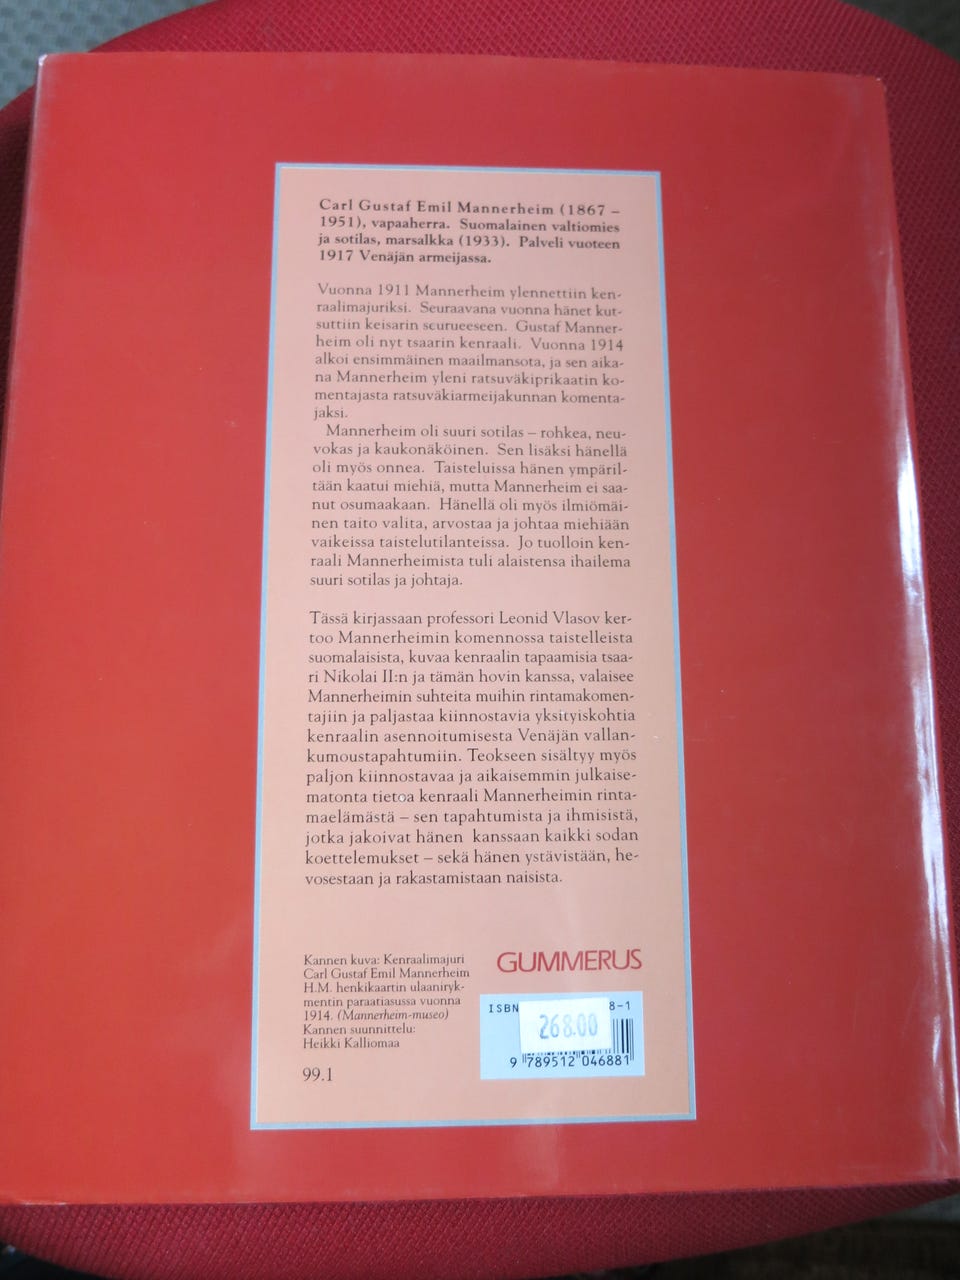 Carl Gustaf Emil Mannerheim (1867 –
1951), vapaaherra. Suomalainen valtiomies
ja sotilas, marsalkka (1933). Palveli vuoteen
1917 Venäjän armeijassa.
Vuonna 1911 Mannerheim ylennettiin ken-
raalimajuriksi. Seuraavana vuonna hänet kut-
suttiin keisarin seurueeseen. Gustaf Manner-
heim oli nyt tsaarin kenraali. Vuonna 1914
alkoi ensimmäinen maailmansota, ja sen aika-
na Mannerheim yleni ratsuväkiprikaatin ko-
mentajasta ratsuväkiarmeijakunnan komenta-
jaksi.
Mannerheim oli suuri sotilas – rohkea, neu-
vokas ja kaukonäköinen. Sen lisäksi hänellä
oli myös onnea. Taisteluissa hänen ympäril-
tään kaatui miehiä, mutta Mannerheim ei saa-
nut osumaakaan. Hänellä oli myös ilmiömäi-
nen taito valita, arvostaa ja johtaa miehiään
vaikeissa taistelutilanteissa. Jo tuolloin ken-
raali Mannerheimista tuli alaistensa ihailema
suuri sotilas ja johtaja.
Tässä kirjassaan professori Leonid Vlasov ker-
too Mannerheimin komennossa taistelleista
suomalaisista, kuvaa kenraalin tapaamisia tsaa-
ri Nikolai II:n ja tämän hovin kanssa, valaisee
Mannerheimin suhteita muihin rintamakomen-
tajiin ja paljastaa kiinnostavia yksityiskohtia
kenraalin asennoitumisesta Venäjän vallan-
kumoustapahtumiin. Teokseen sisältyy myös
paljon kiinnostavaa ja aikaisemmin julkaise-
matonta tietoa kenraali Mannerheimin rinta-
maelämästä – sen tapahtumista ja ihmisistä,
jotka jakoivat hänen kanssaan kaikki sodan
koettelemukset – sekä hänen ystävistään, he-
vosestaan ja rakastamistaan naisista.
Kannen kuva: Kenraalimajuri
Carl Gustaf Emil Mannerheim
H.M. henkikaartin ulaaniryk-
mentin paraatiasussa vuonna
1914. (Mannerheim-museo)
Kannen suunnittelu:
Heikki Kalliomaa
99.1
GUMMERUS
ISBN 8-1
268.00
9 789512 046881